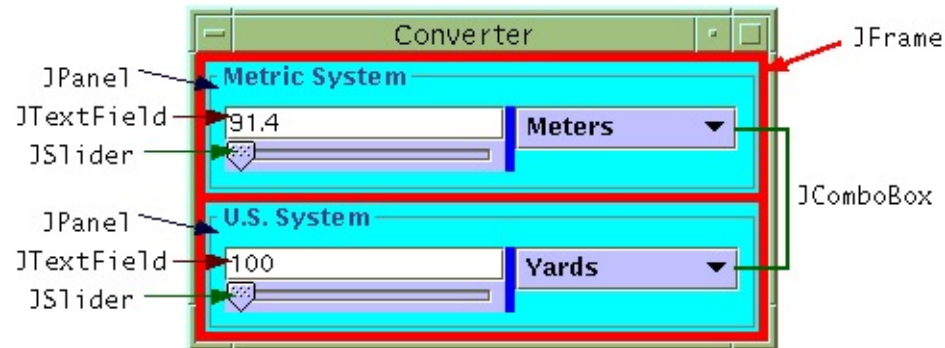 Converter
JFrame
JPanel
Metric System
JTextField
91.4
Meters
JSlider
JComboBox
JPanel
U.S. System
JTextField
100
Yards
JSlider